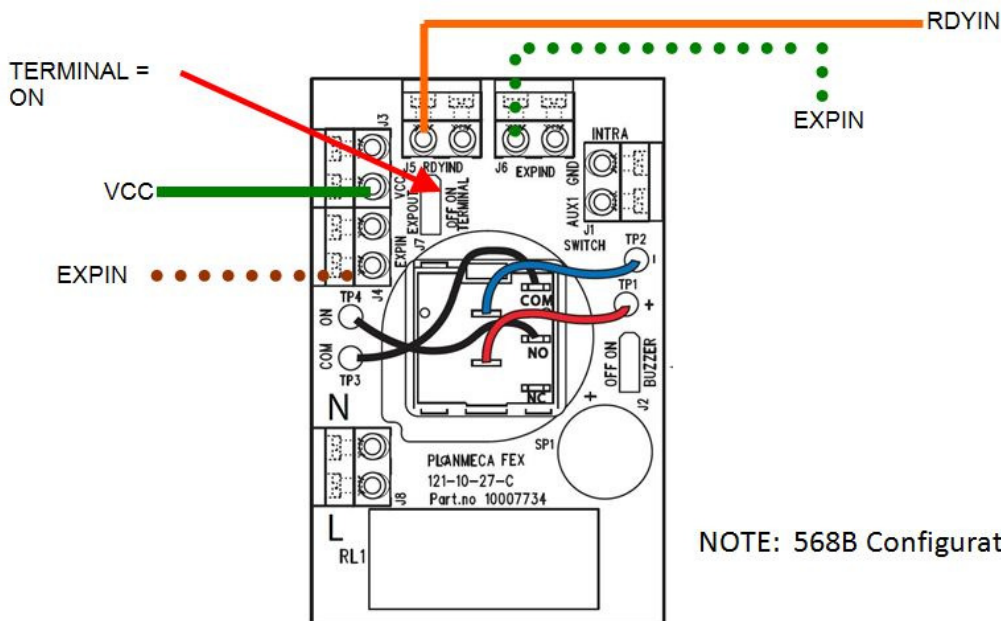 RDYIN
TERMINAL =
ON
EXPIN
J3
VCC
J5 RDYIND
J6 EXPIND
INTRA
GND
AUX1
J1
SWITCH
VCC
EXPOUT
OFF ON
TERMINAL
J7
EXPIN
J4
EXPIN
TP2
-
TP1
+
TP4
ON
COM
TP3
COM
NO
NC
OFF ON
BUZZER
J2
+
SP1
N
PLANMECA FEX
121-10-27-C
Part.no 10007734
J8
L
RL1
NOTE: 568B Configurat